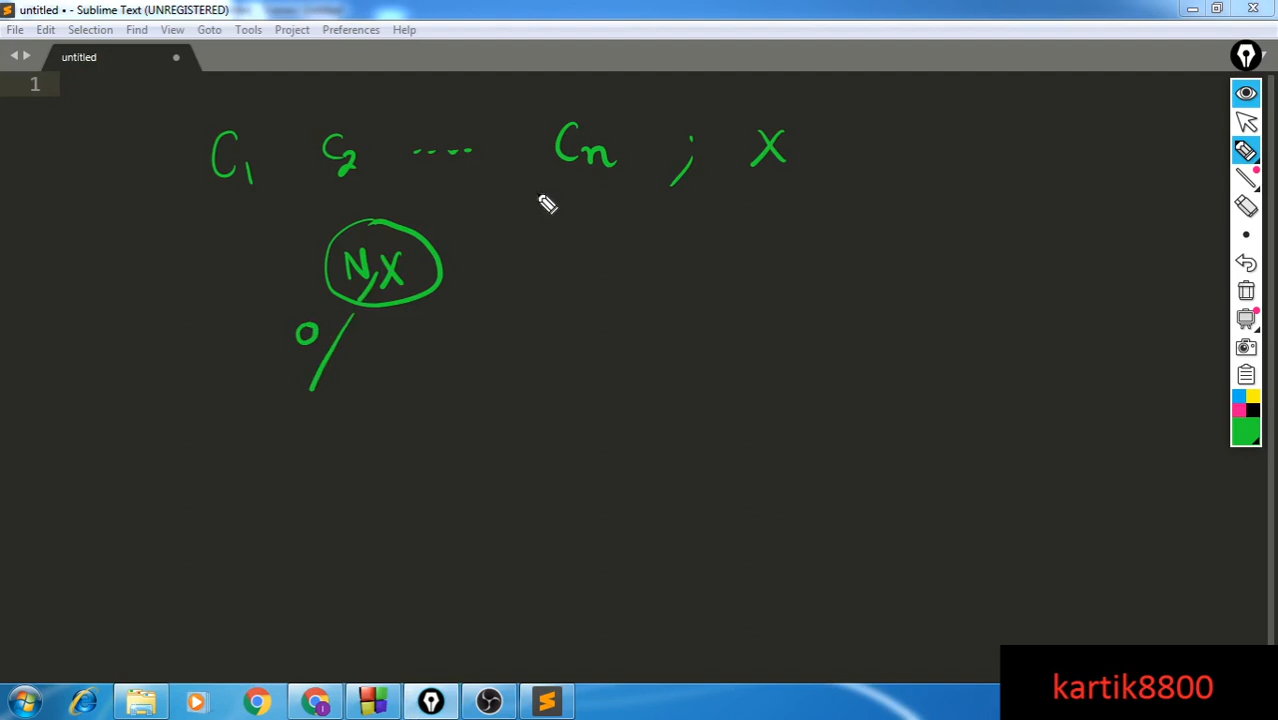 untitled • - Sublime Text (UNREGISTERED)
File Edit Selection Find View Goto Tools Project Preferences Help
untitled
1
C1 C2 .... Cn ; X
N,X
0
kartik8800